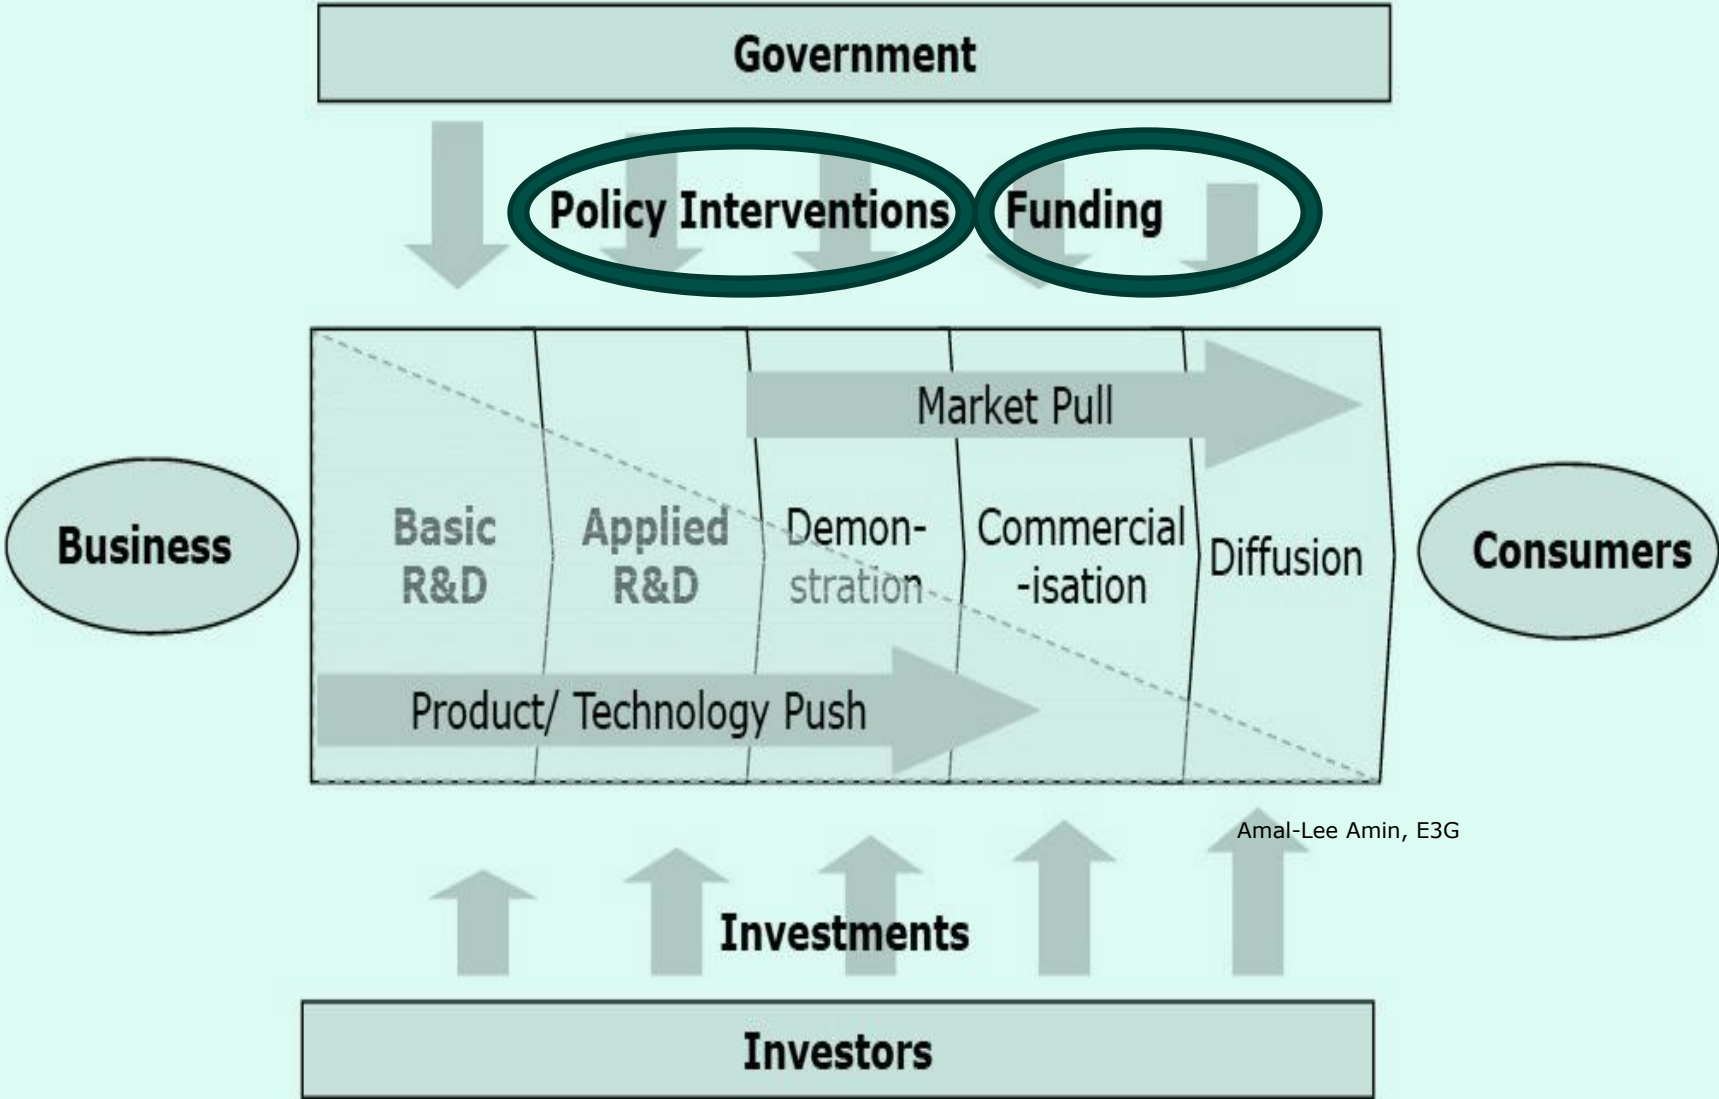 Government
Policy Interventions
Funding
Market Pull
Business
Basic
R&D
Applied
R&D
Demon-
stration
Commercial
-isation
Diffusion
Consumers
Product/ Technology Push
Amal-Lee Amin, E3G
Investments
Investors